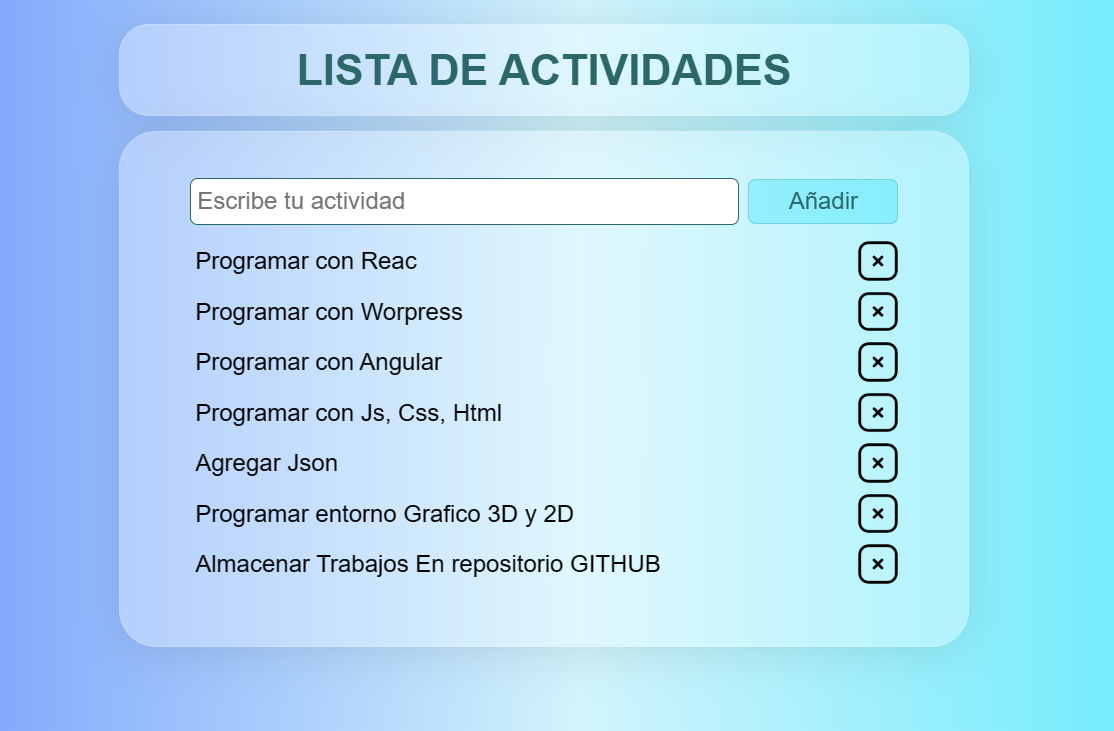 LISTA DE ACTIVIDADES
Escribe tu actividad
Añadir
Programar con Reac
Programar con Worpress
Programar con Angular
Programar con Js, Css, Html
Agregar Json
Programar entorno Grafico 3D y 2D
Almacenar Trabajos En repositorio GITHUB